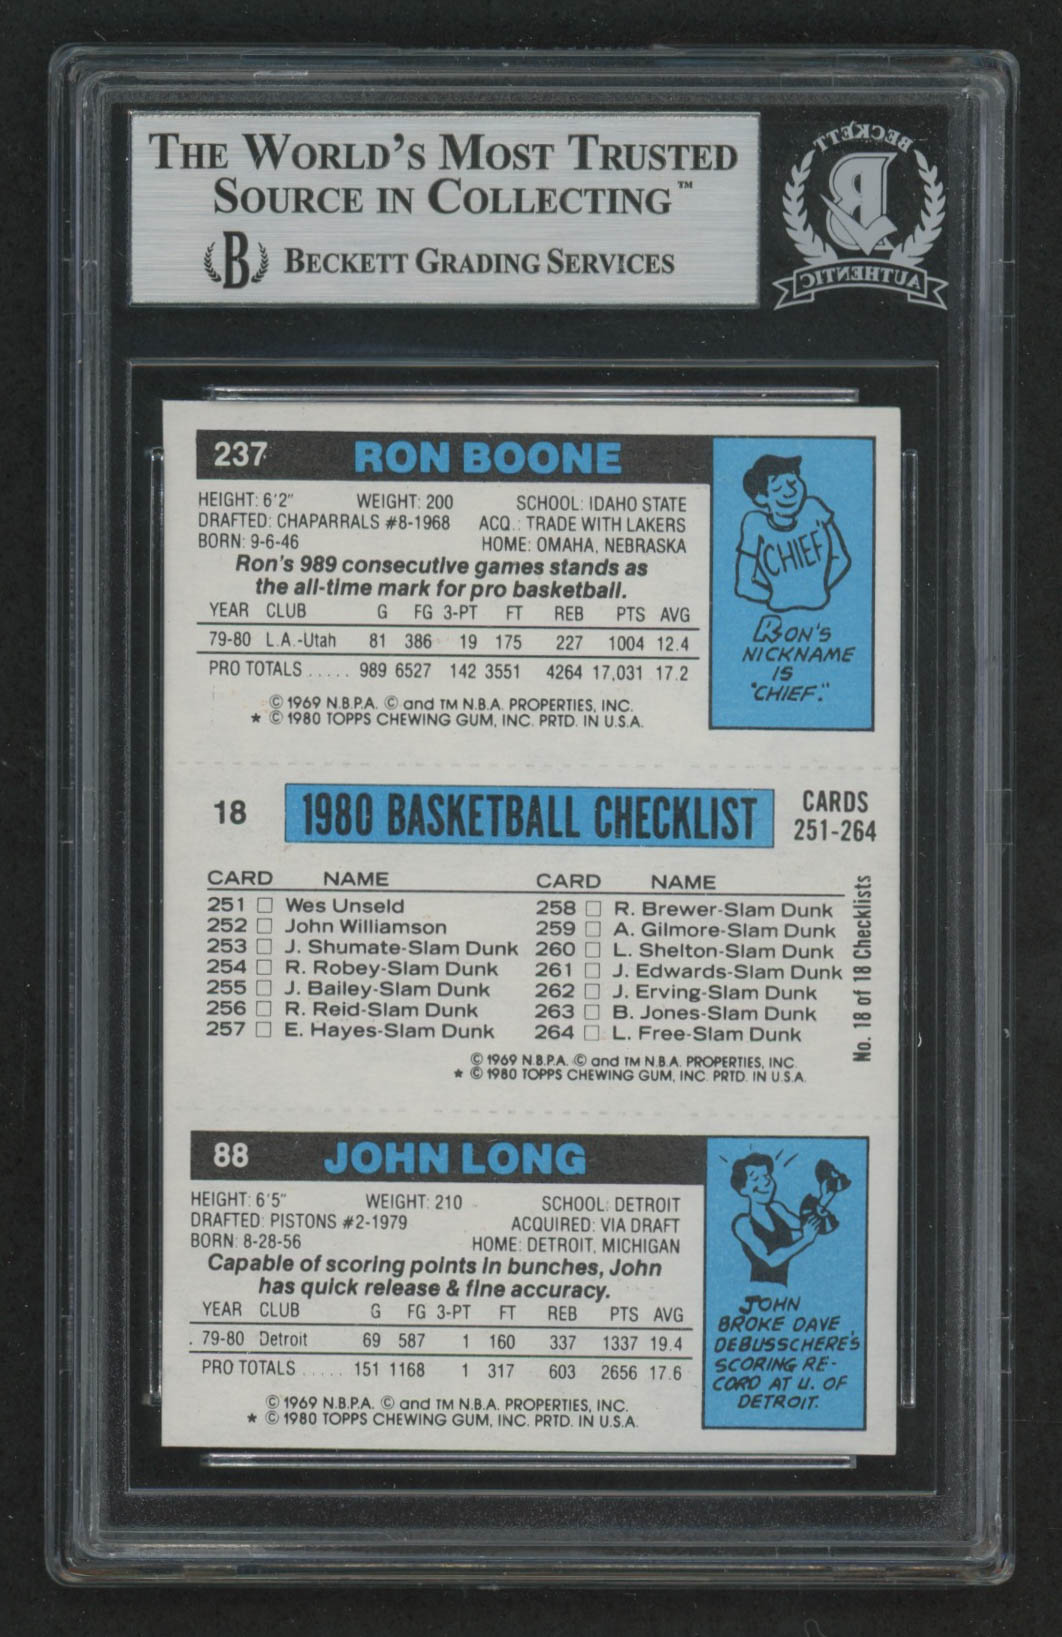 THE WORLD'S MOST TRUSTED
SOURCE IN COLLECTING™
B BECKETT GRADING SERVICES
BECKETT
B
AUTHENTIC
237 RON BOONE
HEIGHT: 6'2" WEIGHT: 200 SCHOOL: IDAHO STATE
DRAFTED: CHAPARRALS #8-1968 ACQ.: TRADE WITH LAKERS
BORN: 9-6-46 HOME: OMAHA, NEBRASKA
Ron's 989 consecutive games stands as
the all-time mark for pro basketball.
YEAR CLUB G FG 3-PT FT REB PTS AVG
79-80 L.A.-Utah 81 386 19 175 227 1004 12.4
PRO TOTALS ..... 989 6527 142 3551 4264 17,031 17.2
© 1969 N.B.P.A. © and TM N.B.A. PROPERTIES, INC.
* © 1980 TOPPS CHEWING GUM, INC. PRTD. IN U.S.A.
CHIEF
RON'S
NICKNAME
IS
"CHIEF."
18 1980 BASKETBALL CHECKLIST CARDS
251-264
CARD NAME CARD NAME
251 □ Wes Unseld 258 □ R. Brewer-Slam Dunk
252 □ John Williamson 259 □ A. Gilmore-Slam Dunk
253 □ J. Shumate-Slam Dunk 260 □ L. Shelton-Slam Dunk
254 □ R. Robey-Slam Dunk 261 □ J. Edwards-Slam Dunk
255 □ J. Bailey-Slam Dunk 262 □ J. Erving-Slam Dunk
256 □ R. Reid-Slam Dunk 263 □ B. Jones-Slam Dunk
257 □ E. Hayes-Slam Dunk 264 □ L. Free-Slam Dunk
No. 18 of 18 Checklists
© 1969 N.B.P.A. © and TM N.B.A. PROPERTIES, INC.
* © 1980 TOPPS CHEWING GUM, INC. PRTD. IN U.S.A.
88 JOHN LONG
HEIGHT: 6'5" WEIGHT: 210 SCHOOL: DETROIT
DRAFTED: PISTONS #2-1979 ACQUIRED: VIA DRAFT
BORN: 8-28-56 HOME: DETROIT, MICHIGAN
Capable of scoring points in bunches, John
has quick release & fine accuracy.
YEAR CLUB G FG 3-PT FT REB PTS AVG
79-80 Detroit 69 587 1 160 337 1337 19.4
PRO TOTALS ..... 151 1168 1 317 603 2656 17.6
© 1969 N.B.P.A. © and TM N.B.A. PROPERTIES, INC.
* © 1980 TOPPS CHEWING GUM, INC. PRTD. IN U.S.A.
JOHN
BROKE DAVE
DEBUSSCHERE'S
SCORING RE-
CORD AT U. OF
DETROIT.